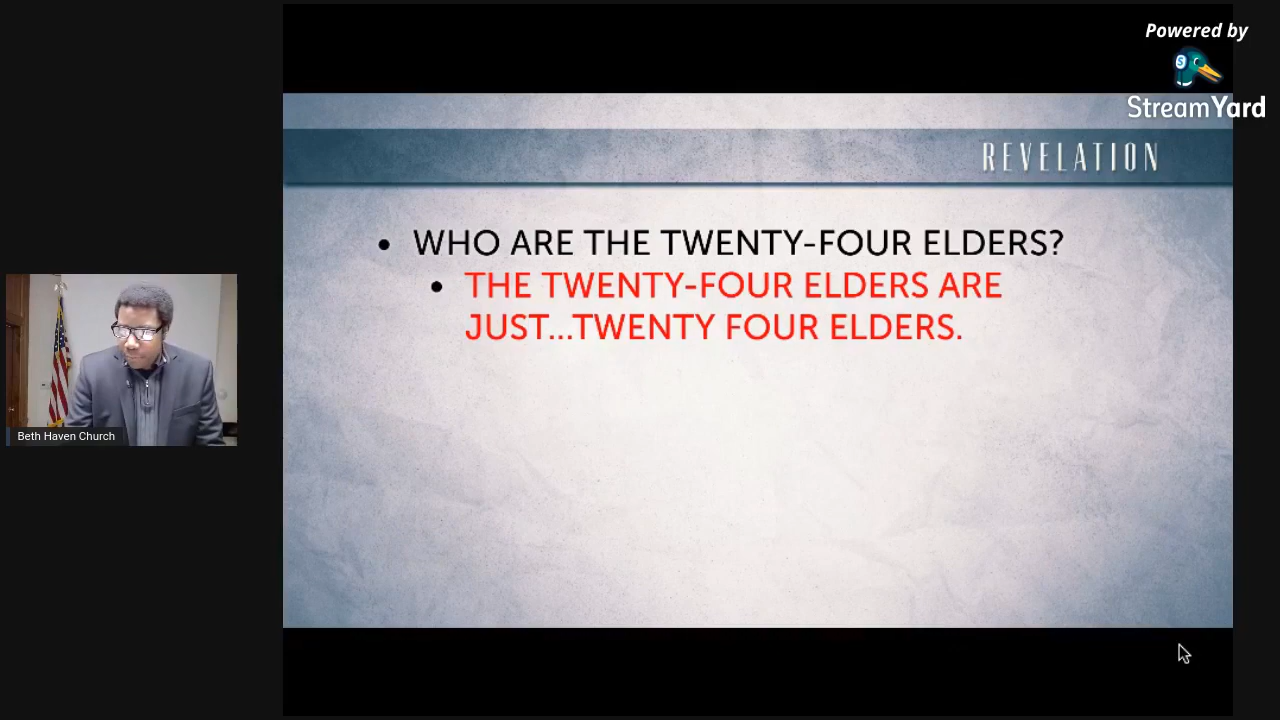 Powered by
StreamYard
REVELATION
• WHO ARE THE TWENTY-FOUR ELDERS?
• THE TWENTY-FOUR ELDERS ARE
JUST...TWENTY FOUR ELDERS.
Beth Haven Church